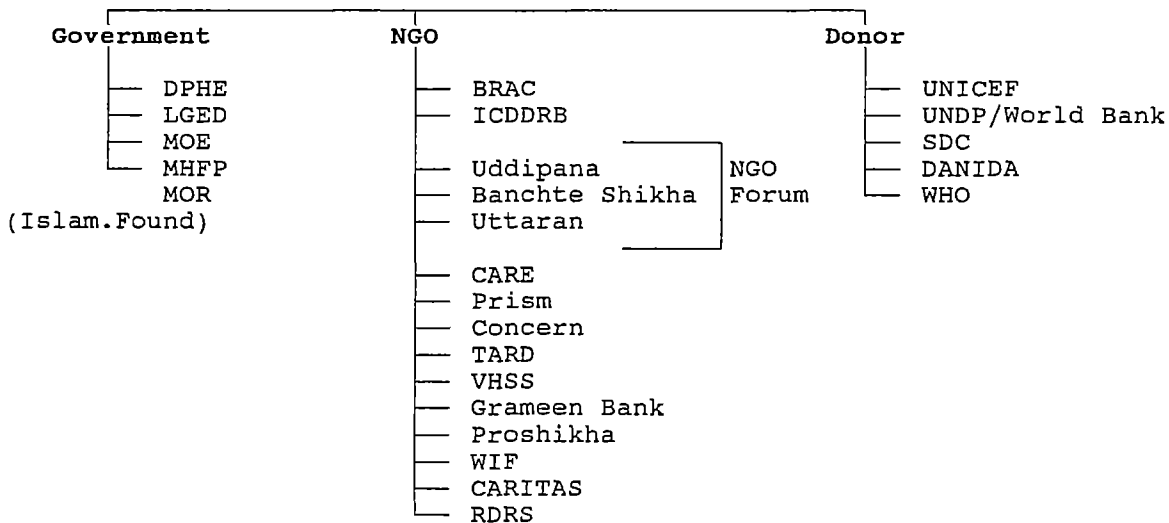 Government
DPHE
LGED
MOE
MHFP
MOR
(Islam.Found)
NGO
BRAC
ICDDRB
Uddipana
Banchte Shikha
Uttaran
NGO
Forum
CARE
Prism
Concern
TARD
VHSS
Grameen Bank
Proshikha
WIF
CARITAS
RDRS
Donor
UNICEF
UNDP/World Bank
SDC
DANIDA
WHO